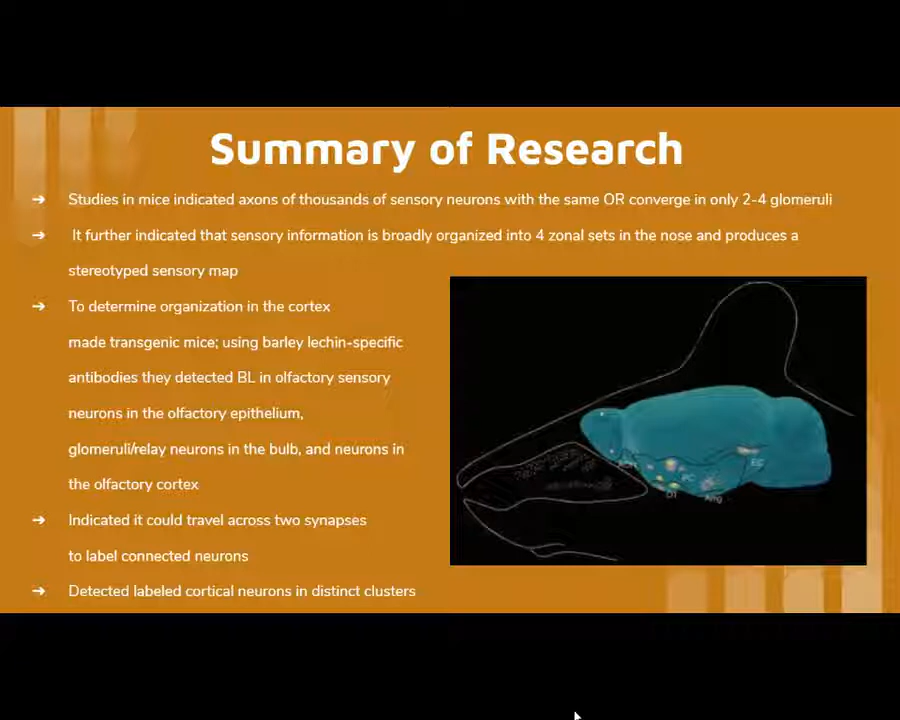 Summary of Research
➔ Studies in mice indicated axons of thousands of sensory neurons with the same OR converge in only 2-4 glomeruli
➔ It further indicated that sensory information is broadly organized into 4 zonal sets in the nose and produces a
stereotyped sensory map
➔ To determine organization in the cortex
made transgenic mice; using barley lechin-specific
antibodies they detected BL in olfactory sensory
neurons in the olfactory epithelium,
glomeruli/relay neurons in the bulb, and neurons in
the olfactory cortex
➔ Indicated it could travel across two synapses
to label connected neurons
➔ Detected labeled cortical neurons in distinct clusters
EC
PC
OT